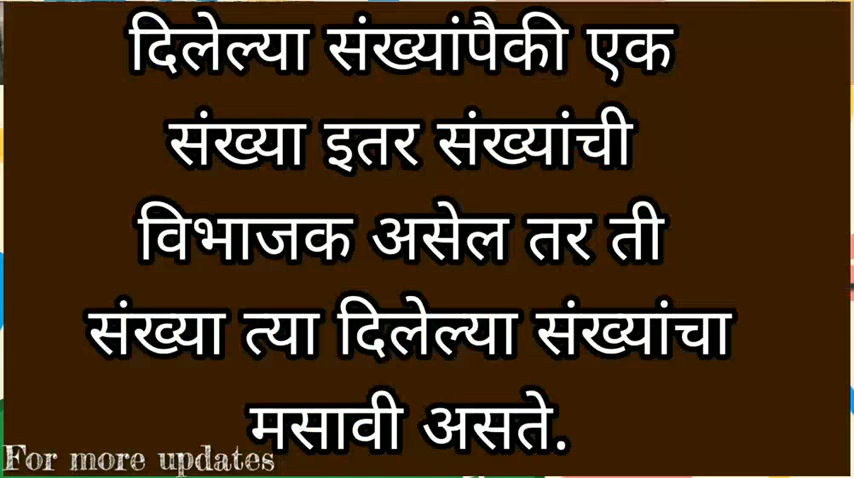 दिलेल्या संख्यांपैकी एक
संख्या इतर संख्यांची
विभाजक असेल तर ती
संख्या त्या दिलेल्या संख्यांचा
मसावी असते.
For more updates